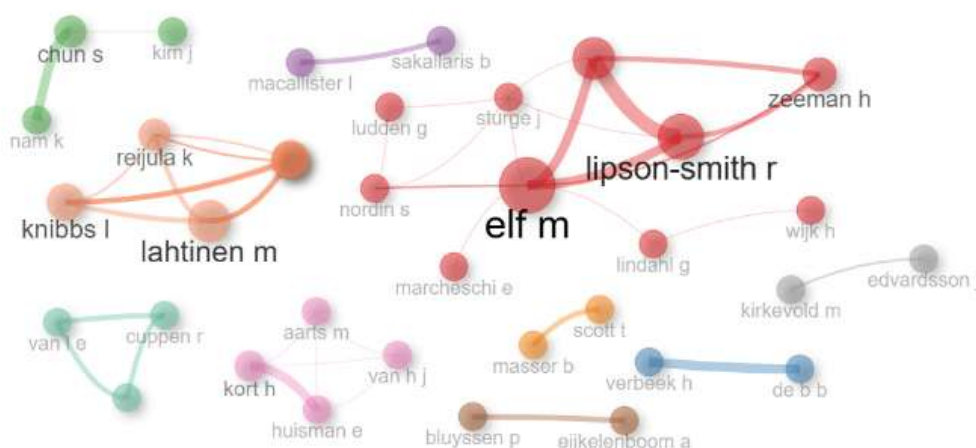 chun s
kim j
nam k
macallister l
sakallaris b
ludden g
sturge j
zeeman h
lipson-smith r
nordin s
elf m
lindahl g
wijk h
marcheschi e
reijula k
knibbs l
lahtinen m
kirkevold m
edvardsson j
van l e
cuppen r
aarts m
kort h
van h j
huisman e
scott t
masser b
verbeek h
de b b
bluyssen p
eijkelenboom a